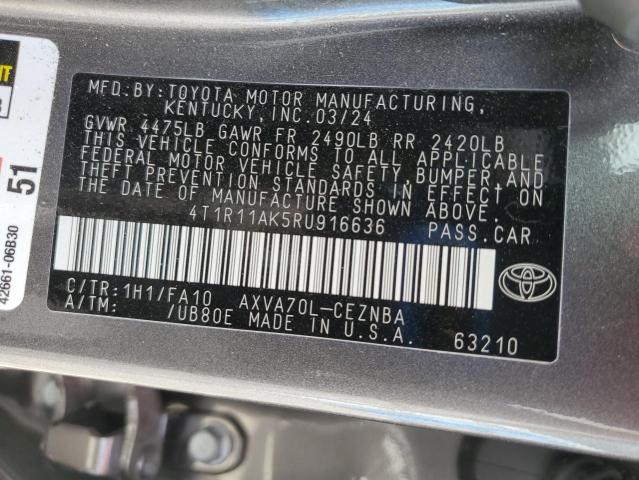 MFD.BY:TOYOTA MOTOR MANUFACTURING,
KENTUCKY,INC.03/24
GVWR 4475LB GAWR FR 2490LB RR 2420LB
THIS VEHICLE CONFORMS TO ALL APPLICABLE
FEDERAL MOTOR VEHICLE SAFETY, BUMPER,AND
THEFT PREVENTION STANDARDS IN EFFECT ON
THE DATE OF MANUFACTURE SHOWN ABOVE.
4T1R11AK5RU916636 PASS.CAR
C/TR:1H1/FA10 AXVA70L-CEZNBA
A/TM: /UB80E MADE IN U.S.A. 63210
TOYOTA
51
42661-06B30